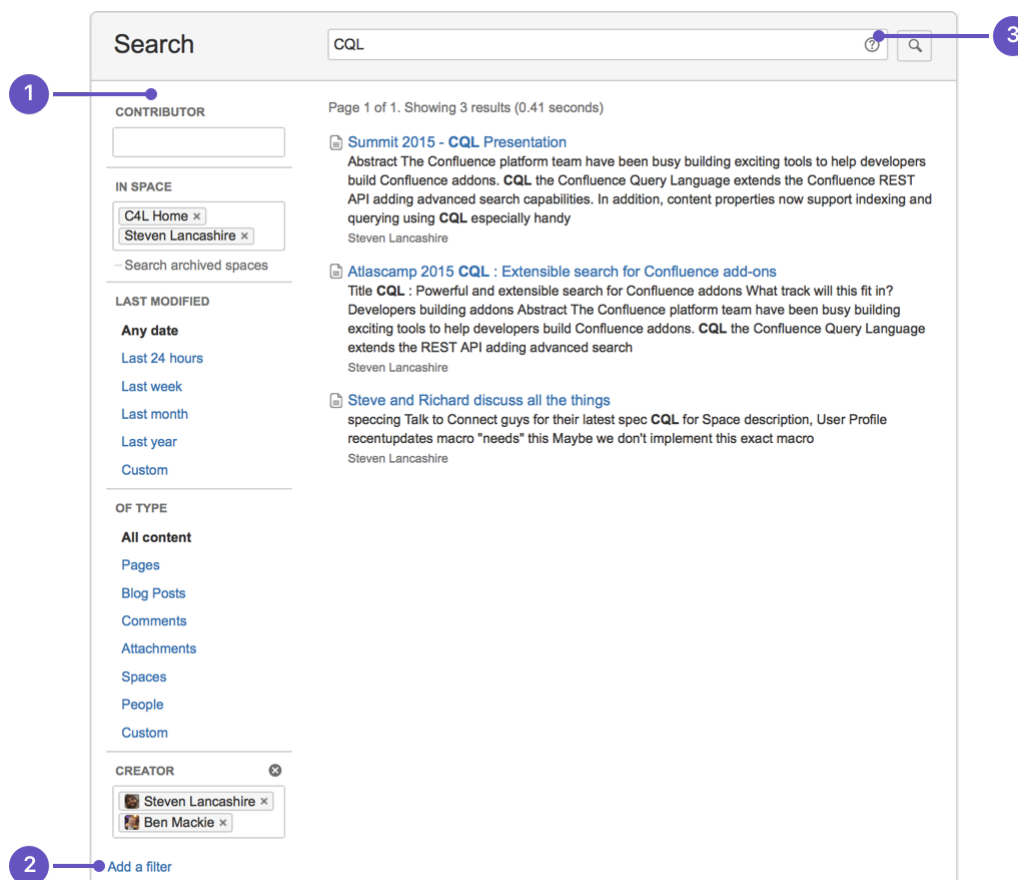 Search
CQL
3
1
CONTRIBUTOR
IN SPACE
C4L Home ×
Steven Lancashire ×
Search archived spaces
LAST MODIFIED
Any date
Last 24 hours
Last week
Last month
Last year
Custom
OF TYPE
All content
Pages
Blog Posts
Comments
Attachments
Spaces
People
Custom
CREATOR
Steven Lancashire ×
Ben Mackie ×
2
Add a filter
Page 1 of 1. Showing 3 results (0.41 seconds)
Summit 2015 - CQL Presentation
Abstract The Confluence platform team have been busy building exciting tools to help developers
build Confluence addons. CQL the Confluence Query Language extends the Confluence REST
API adding advanced search capabilities. In addition, content properties now support indexing and
querying using CQL especially handy
Steven Lancashire
Atlascamp 2015 CQL : Extensible search for Confluence add-ons
Title CQL : Powerful and extensible search for Confluence addons What track will this fit in?
Developers building addons Abstract The Confluence platform team have been busy building
exciting tools to help developers build Confluence addons. CQL the Confluence Query Language
extends the REST API adding advanced search
Steven Lancashire
Steve and Richard discuss all the things
speccing Talk to Connect guys for their latest spec CQL for Space description, User Profile
recentupdates macro "needs" this Maybe we don't implement this exact macro
Steven Lancashire